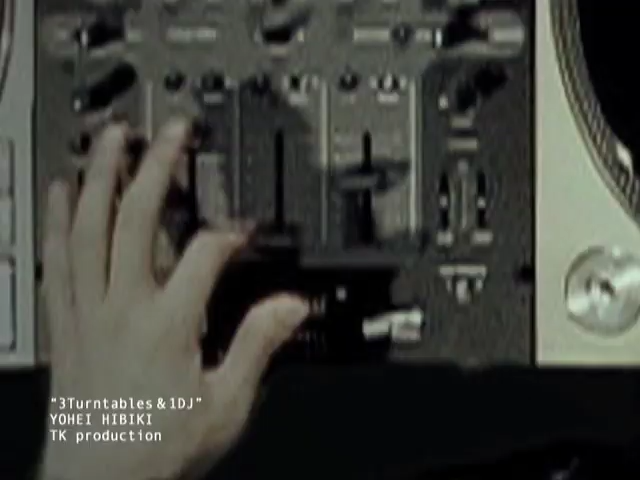 “3Turntables & 1DJ”
YOHEI HIBIKI
TK production